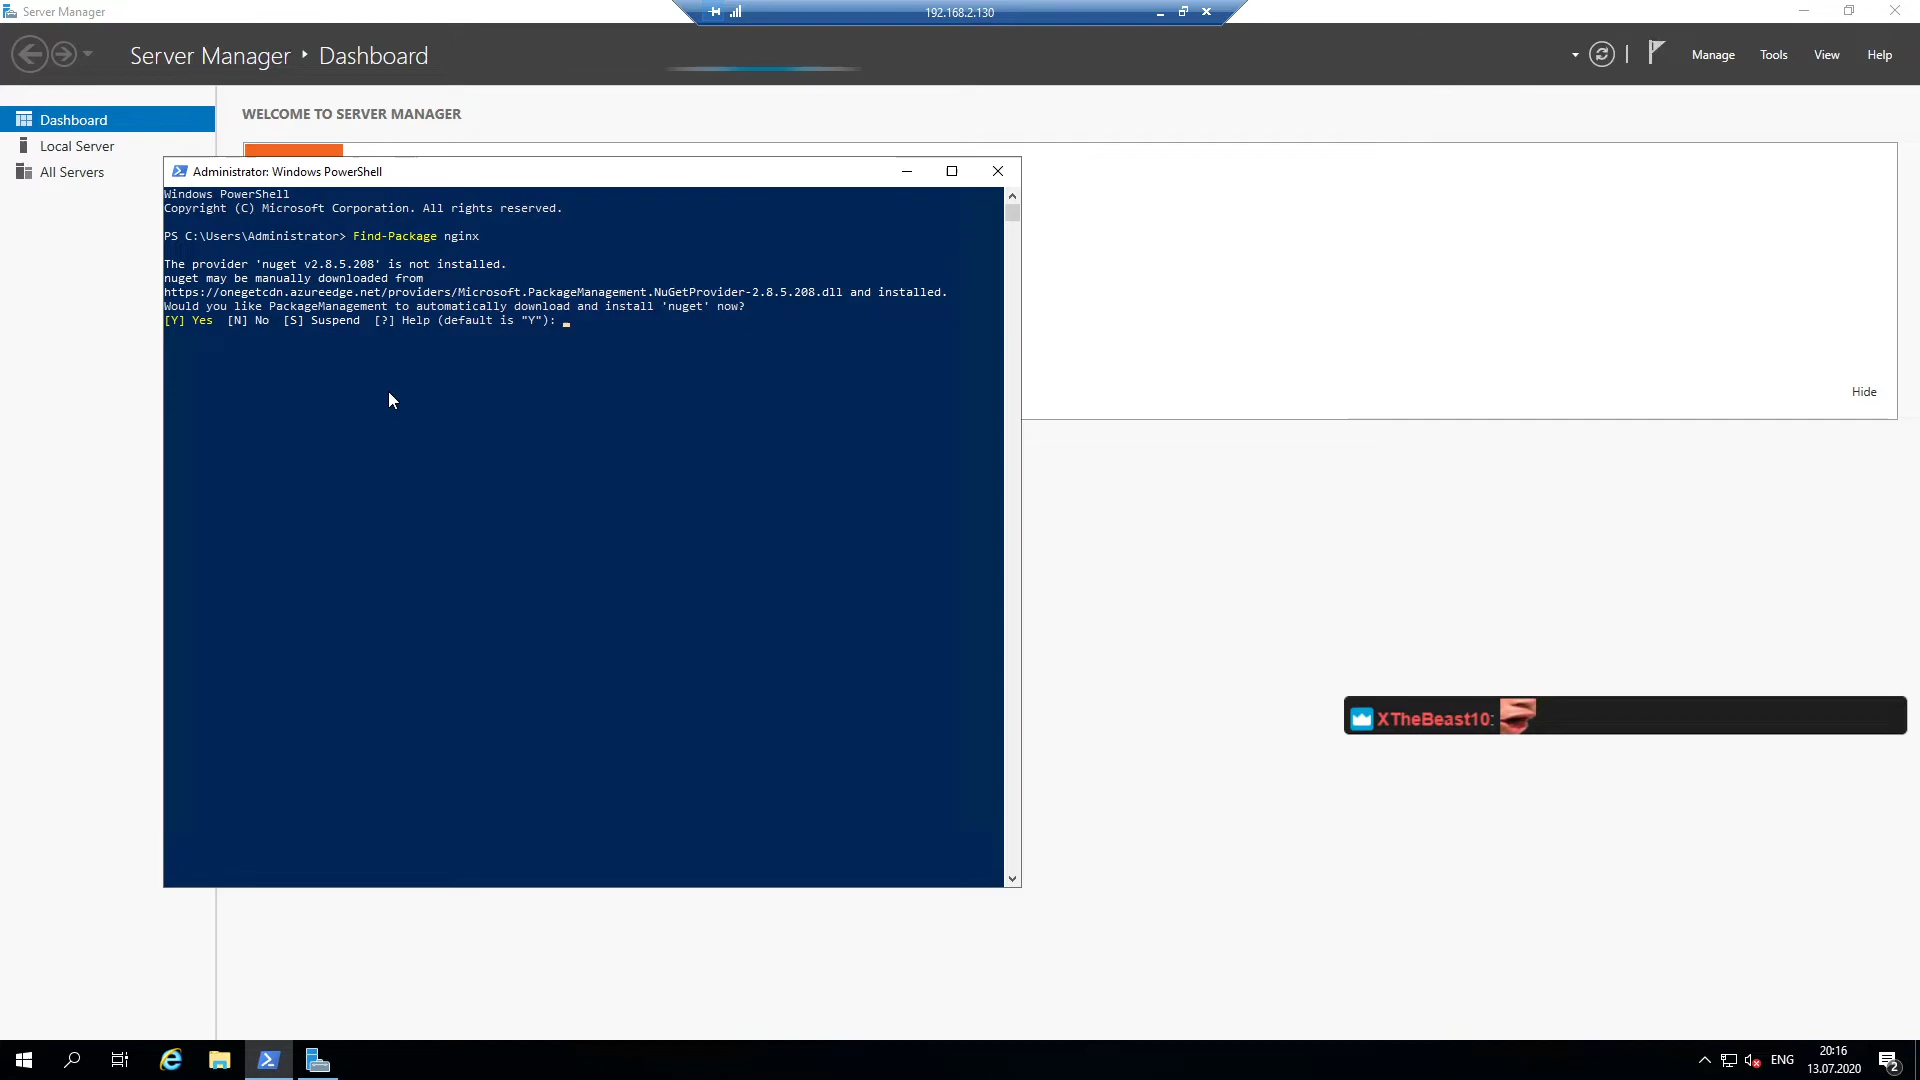 Server Manager
192.168.2.130
Server Manager
Dashboard
Manage
Tools
View
Help
Dashboard
Local Server
All Servers
WELCOME TO SERVER MANAGER
Administrator: Windows PowerShell
Windows PowerShell
Copyright (C) Microsoft Corporation. All rights reserved.
PS C:\Users\Administrator> Find-Package nginx
The provider 'nuget v2.8.5.208' is not installed.
nuget may be manually downloaded from
https://onegetcdn.azureedge.net/providers/Microsoft.PackageManagement.NuGetProvider-2.8.5.208.dll and installed.
Would you like PackageManagement to automatically download and install 'nuget' now?
[Y] Yes  [N] No  [S] Suspend  [?] Help (default is "Y"):
Hide
XTheBeast10:
ENG
20:16
13.07.2020
2